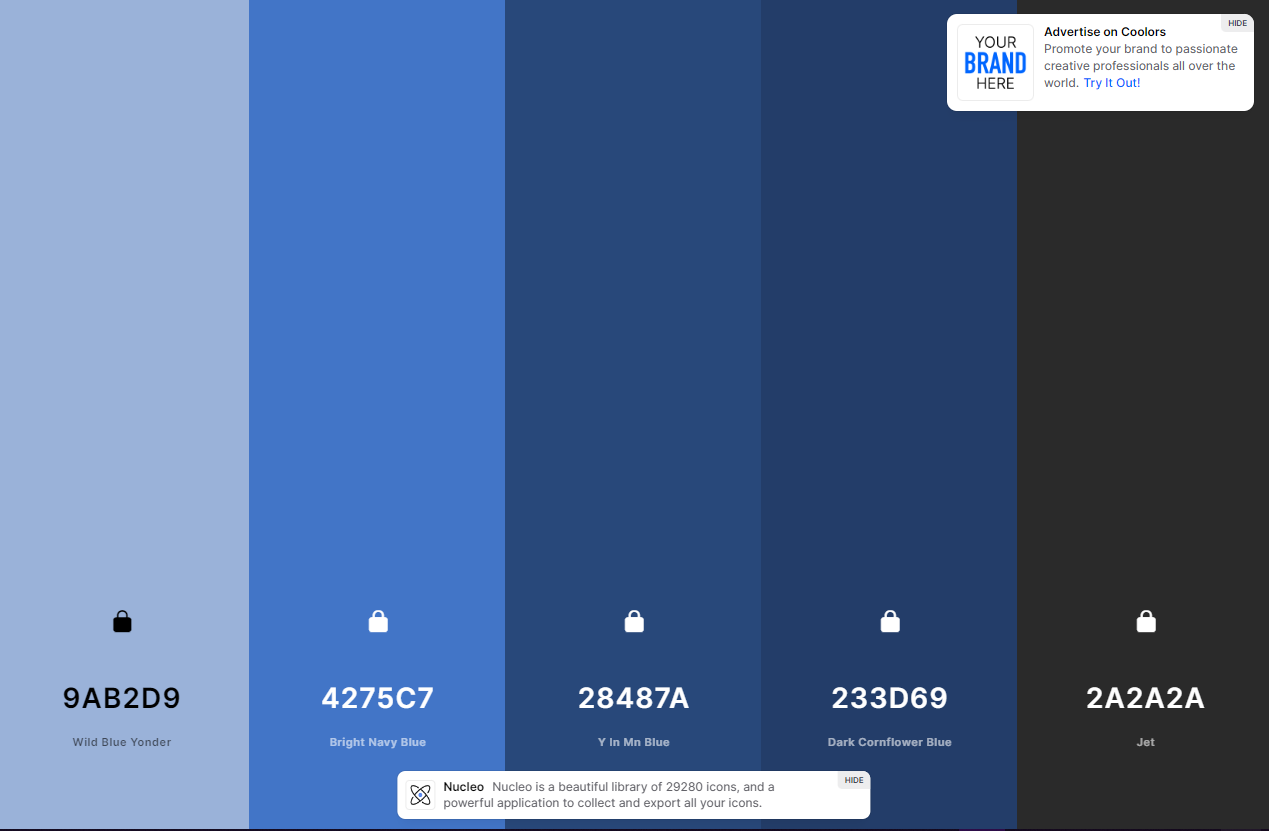 HIDE
YOUR
BRAND
HERE
Advertise on Coolors
Promote your brand to passionate
creative professionals all over the
world. Try It Out!
9AB2D9
Wild Blue Yonder
4275C7
Bright Navy Blue
28487A
Y In Mn Blue
233D69
Dark Cornflower Blue
2A2A2A
Jet
HIDE
Nucleo Nucleo is a beautiful library of 29280 icons, and a
powerful application to collect and export all your icons.